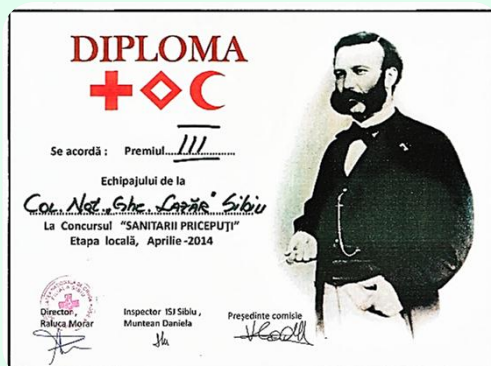 DIPLOMA
Se acordă : Premiul......III..............
Echipajului de la
Col. Naț. „Ghe. Lazăr" Sibiu
La Concursul "SANITARII PRICEPUȚI"
Etapa locală, Aprilie -2014
Director, Inspector ISJ Sibiu , Președinte comisie
Raluca Morar Muntean Daniela